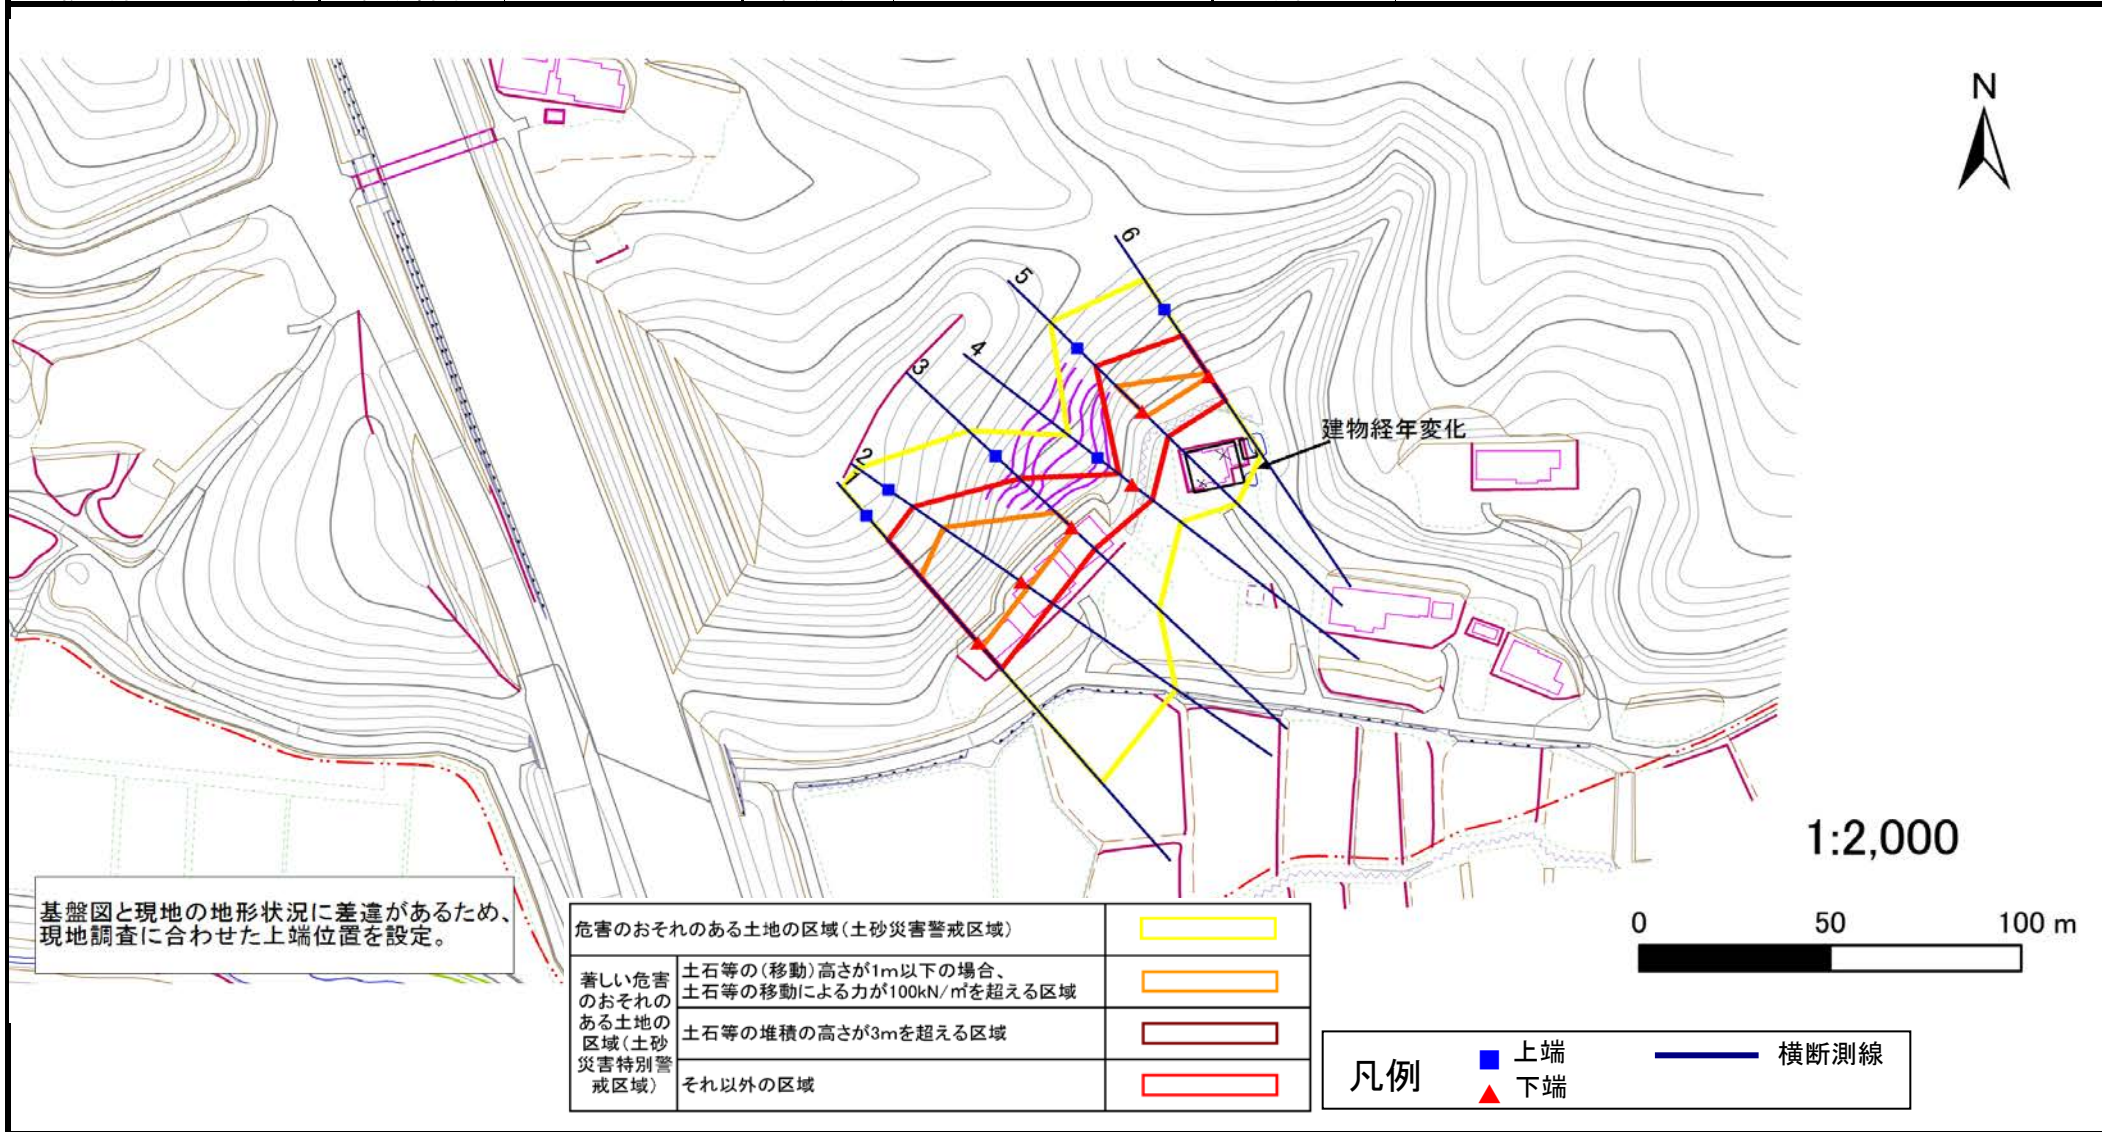 N
6
5
4
3
2
1
建物経年変化
1:2,000
0 50 100 m
基盤図と現地の地形状況に差違があるため、
現地調査に合わせた上端位置を設定。
危害のおそれのある土地の区域(土砂災害警戒区域)
著しい危害
のおそれの
ある土地の
区域(土砂
災害特別警
戒区域)
土石等の(移動)高さが1m以下の場合、
土石等の移動による力が100kN/㎡を超える区域
土石等の堆積の高さが3mを超える区域
それ以外の区域
凡例
上端
下端
横断測線